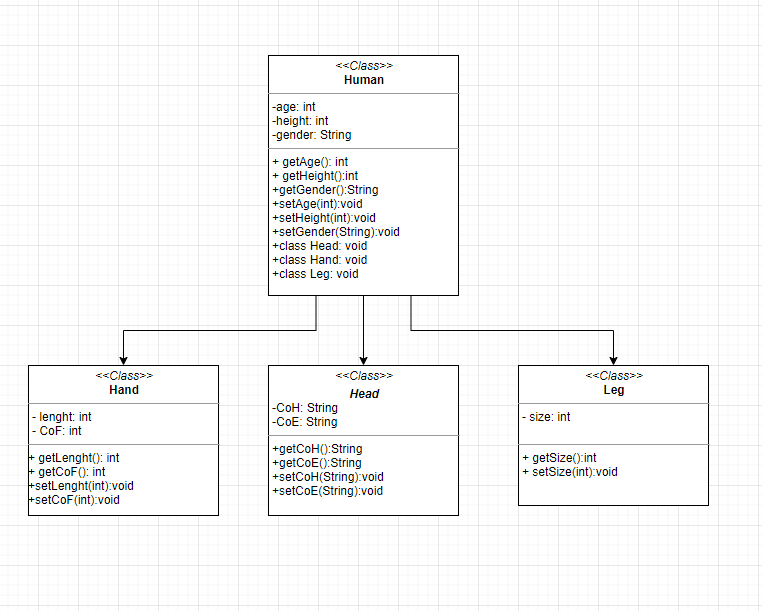 <<Class>>
Human
-age: int
-height: int
-gender: String
+ getAge(): int
+ getHeight():int
+getGender():String
+setAge(int):void
+setHeight(int):void
+setGender(String):void
+class Head: void
+class Hand: void
+class Leg: void
<<Class>>
Hand
- lenght: int
- CoF: int
+ getLenght(): int
+ getCoF(): int
+setLenght(int):void
+setCoF(int):void
<<Class>>
Head
-CoH: String
-CoE: String
+getCoH():String
+getCoE():String
+setCoH(String):void
+setCoE(String):void
<<Class>>
Leg
- size: int
+ getSize():int
+ setSize(int):void